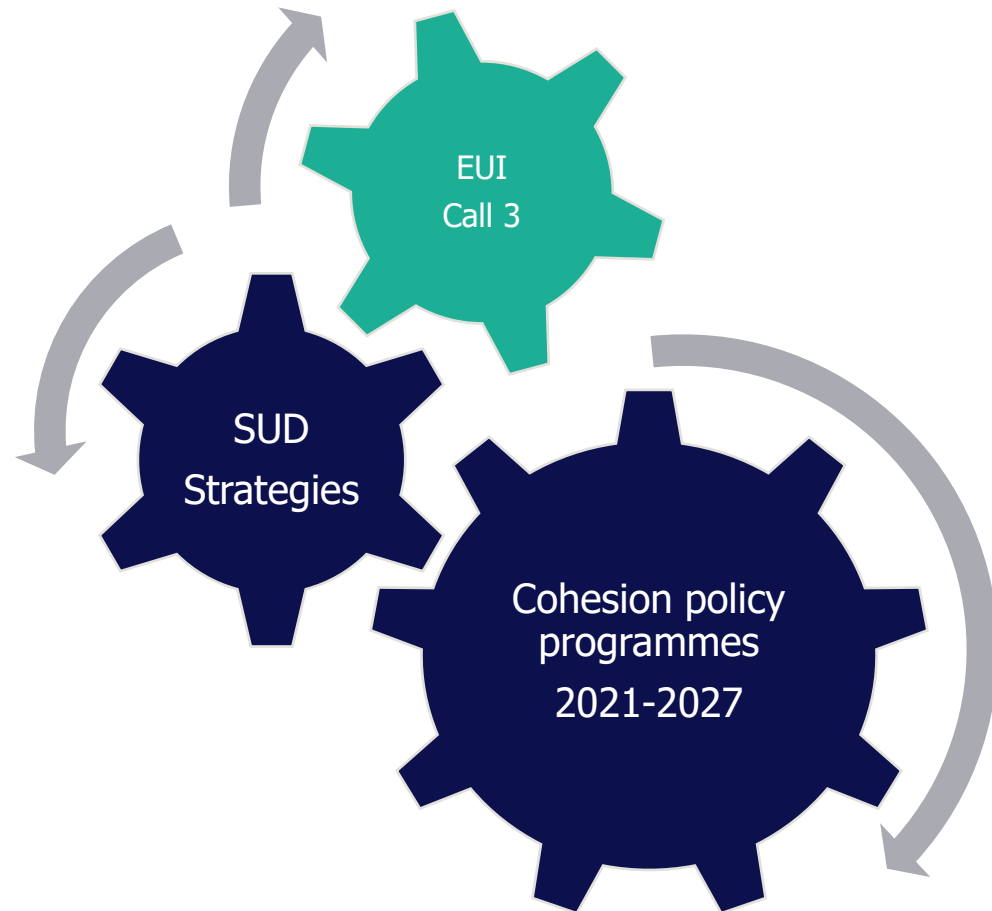 EUI
Call 3
SUD
Strategies
Cohesion policy
programmes
2021-2027